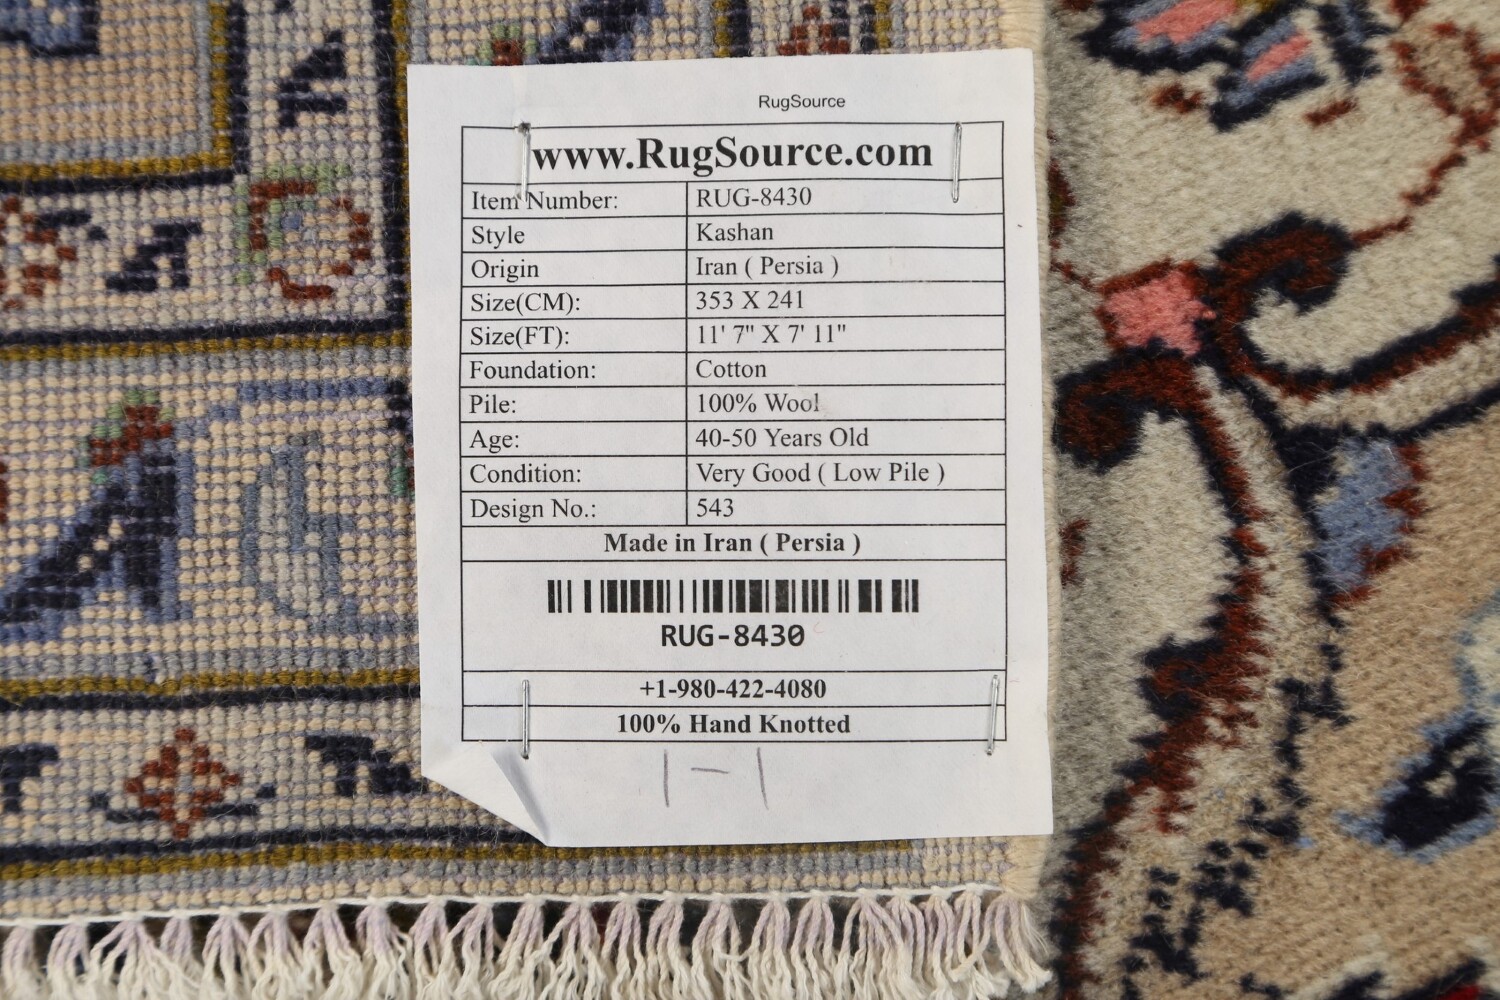 RugSource
www.RugSource.com
Item Number: RUG-8430
Style Kashan
Origin Iran ( Persia )
Size(CM): 353 X 241
Size(FT): 11' 7" X 7' 11"
Foundation: Cotton
Pile: 100% Wool
Age: 40-50 Years Old
Condition: Very Good ( Low Pile )
Design No.: 543
Made in Iran ( Persia )
RUG-8430
+1-980-422-4080
100% Hand Knotted
1-1